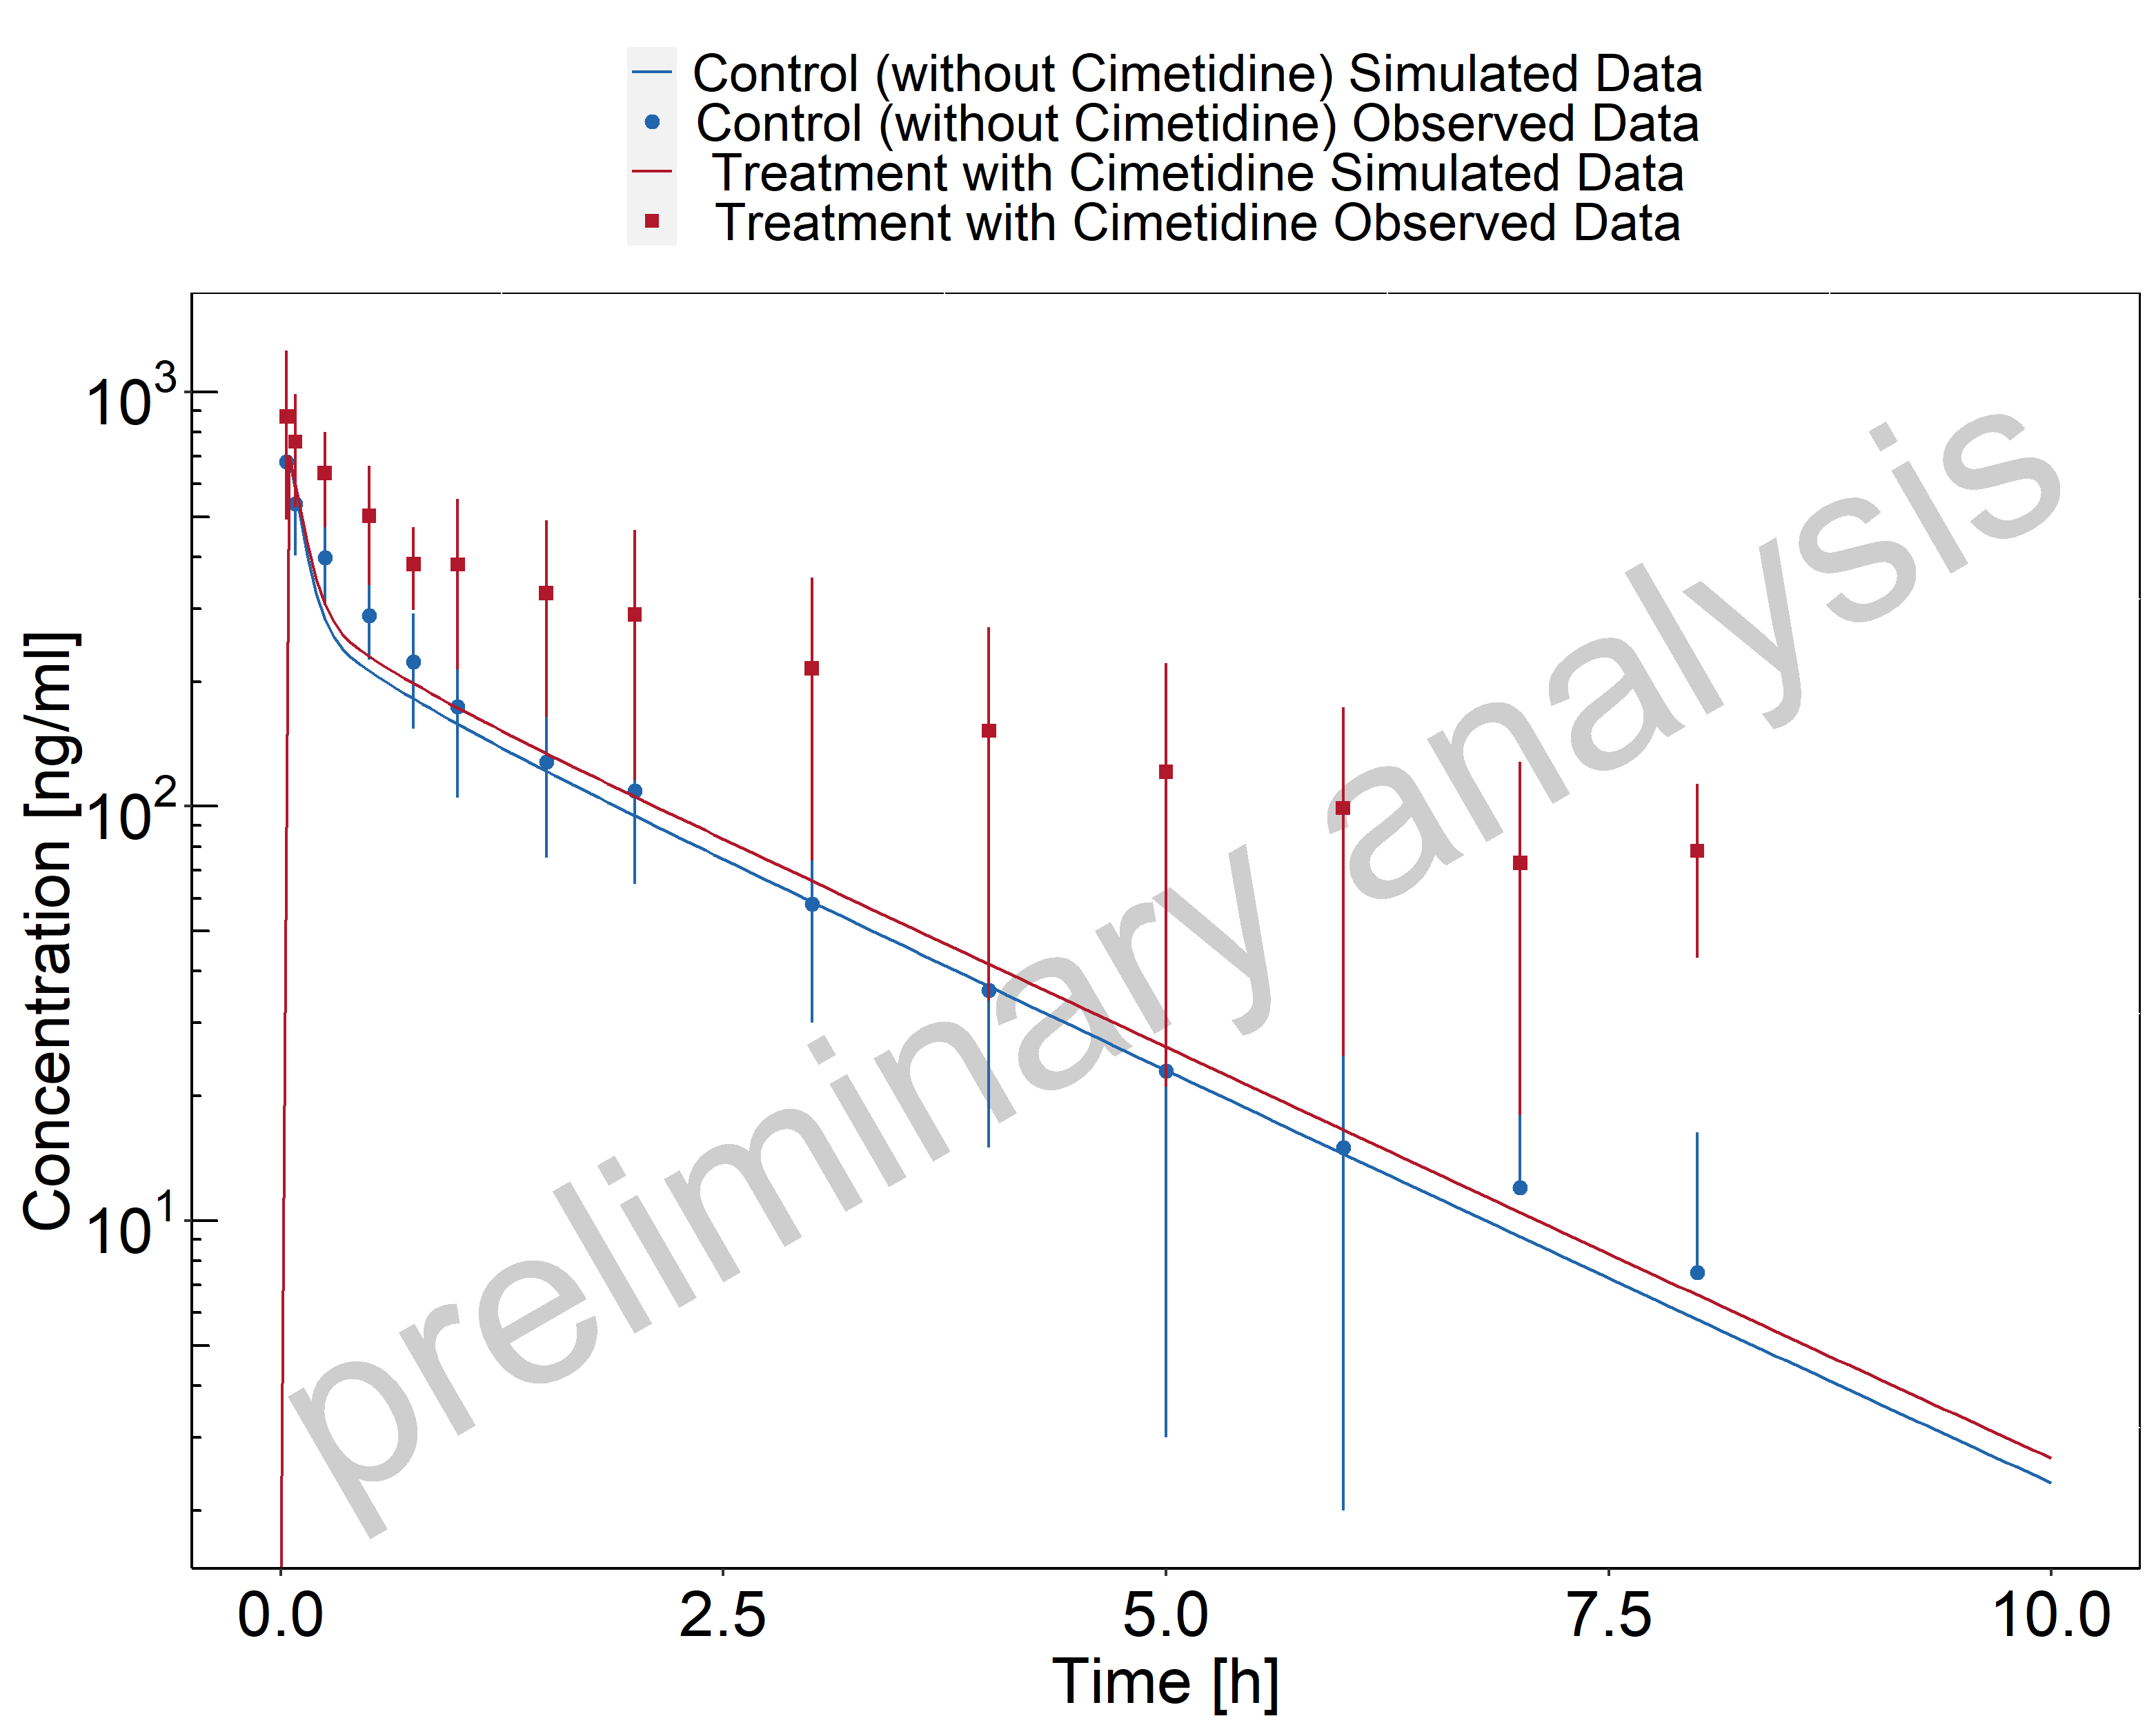 Control (without Cimetidine) Simulated Data
Control (without Cimetidine) Observed Data
Treatment with Cimetidine Simulated Data
Treatment with Cimetidine Observed Data
10³
10²
10¹
Concentration [ng/ml]
preliminary analysis
0.0 2.5 5.0 7.5 10.0
Time [h]